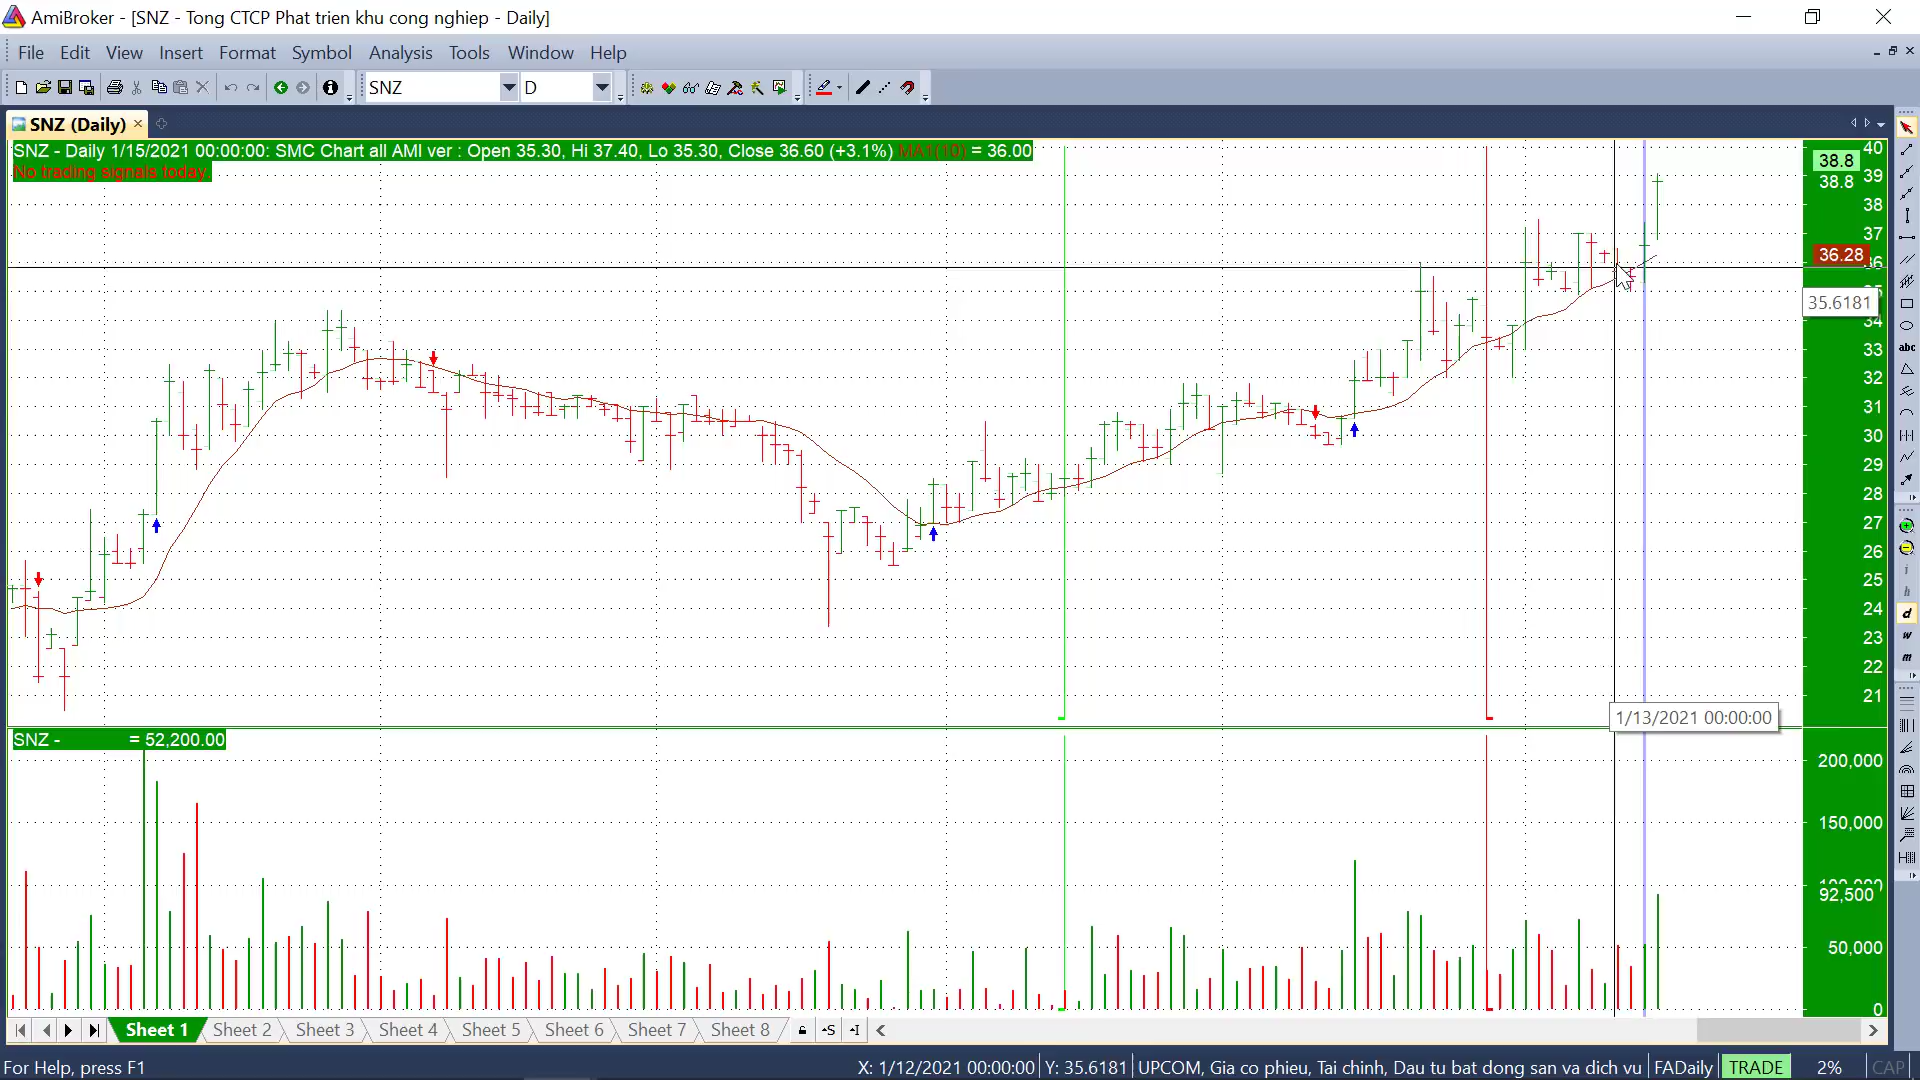 AmiBroker - [SNZ - Tong CTCP Phat trien khu cong nghiep - Daily]
File Edit View Insert Format Symbol Analysis Tools Window Help
SNZ D
SNZ (Daily)
SNZ - Daily 1/15/2021 00:00:00: SMC Chart all AMI ver : Open 35.30, Hi 37.40, Lo 35.30, Close 36.60 (+3.1%) MA1(10) = 36.00
No trading signals today.
40
38.8
38.8
39
38
37
36.28
36
35.6181
34
33
32
31
30
29
28
27
26
25
24
23
22
21
abc
i
h
d
w
m
1/13/2021 00:00:00
SNZ - = 52,200.00
200,000
150,000
92,500
50,000
0
Sheet 1 Sheet 2 Sheet 3 Sheet 4 Sheet 5 Sheet 6 Sheet 7 Sheet 8
For Help, press F1 X: 1/12/2021 00:00:00 Y: 35.6181 UPCOM, Gia co phieu, Tai chinh, Dau tu bat dong san va dich vu FADaily TRADE 2% CAP